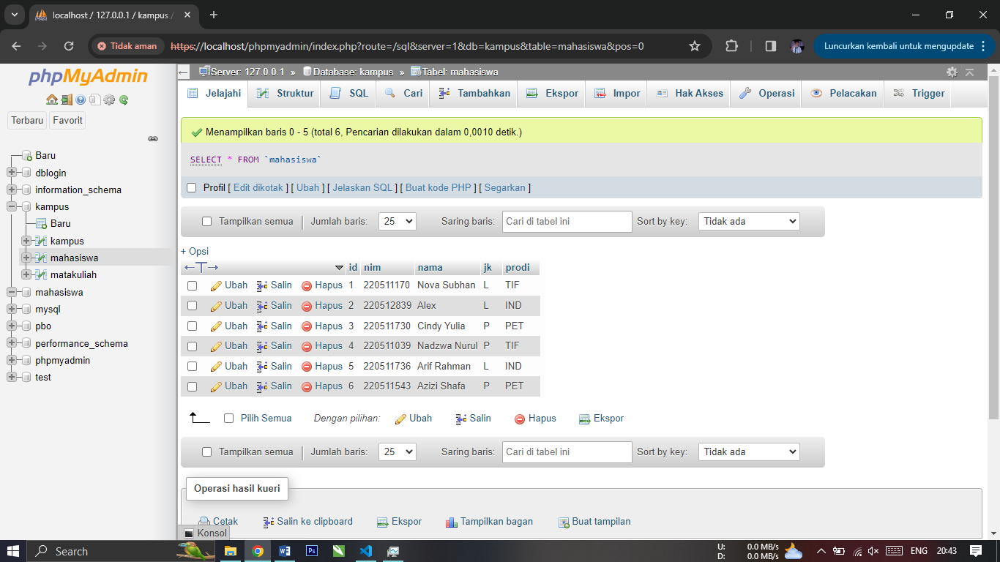 localhost / 127.0.0.1 / kampus /
Tidak aman https://localhost/phpmyadmin/index.php?route=/sql&server=1&db=kampus&table=mahasiswa&pos=0 Luncurkan kembali untuk mengupdate
phpMyAdmin
Terbaru Favorit
Baru
dblogin
information_schema
kampus
Baru
kampus
mahasiswa
matakuliah
mahasiswa
mysql
pbo
performance_schema
phpmyadmin
test
Server: 127.0.0.1 » Database: kampus » Tabel: mahasiswa
Jelajahi Struktur SQL Cari Tambahkan Ekspor Impor Hak Akses Operasi Pelacakan Trigger
Menampilkan baris 0 - 5 (total 6, Pencarian dilakukan dalam 0,0010 detik.)
SELECT * FROM `mahasiswa`
Profil [ Edit dikotak ] [ Ubah ] [ Jelaskan SQL ] [ Buat kode PHP ] [ Segarkan ]
Tampilkan semua | Jumlah baris: 25 Saring baris: Cari di tabel ini Sort by key: Tidak ada
+ Opsi
←T→ id nim nama jk prodi
Ubah Salin Hapus 1 220511170 Nova Subhan L TIF
Ubah Salin Hapus 2 220512839 Alex L IND
Ubah Salin Hapus 3 220511730 Cindy Yulia P PET
Ubah Salin Hapus 4 220511039 Nadzwa Nurul P TIF
Ubah Salin Hapus 5 220511736 Arif Rahman L IND
Ubah Salin Hapus 6 220511543 Azizi Shafa P PET
Pilih Semua Dengan pilihan: Ubah Salin Hapus Ekspor
Tampilkan semua | Jumlah baris: 25 Saring baris: Cari di tabel ini Sort by key: Tidak ada
Operasi hasil kueri
Cetak Salin ke clipboard Ekspor Tampilkan bagan Buat tampilan
Konsol
Search Ps U: 0.0 MB/s ENG 20:43
D: 0.0 MB/s